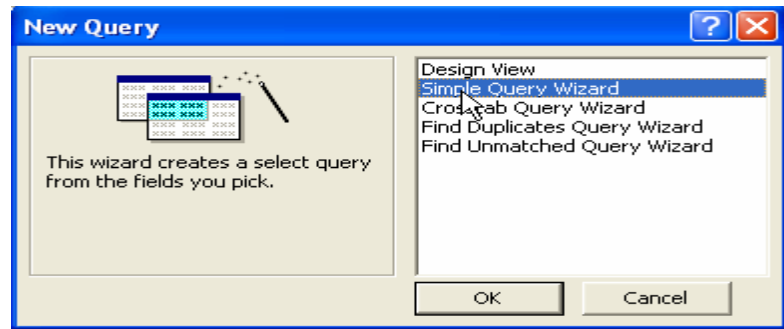 New Query
This wizard creates a select query
from the fields you pick.
Design View
Simple Query Wizard
Crosstab Query Wizard
Find Duplicates Query Wizard
Find Unmatched Query Wizard
OK
Cancel